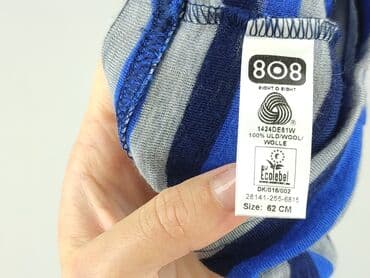 808
EIGHT O EIGHT
1424DE81W
100% ULD/WOOL/
WOLLE
Ecolabel
DK/016/002
28141-255-6815
Size: 62 CM